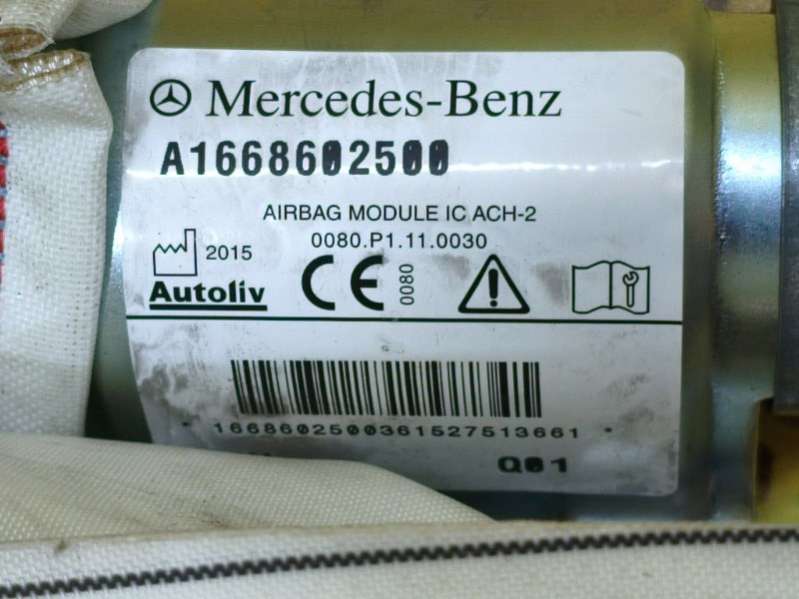 Mercedes-Benz
A1668602500
AIRBAG MODULE IC ACH-2
0080.P1.11.0030
2015
Autoliv
CE
0080
*1668602500361527513661*
Q01